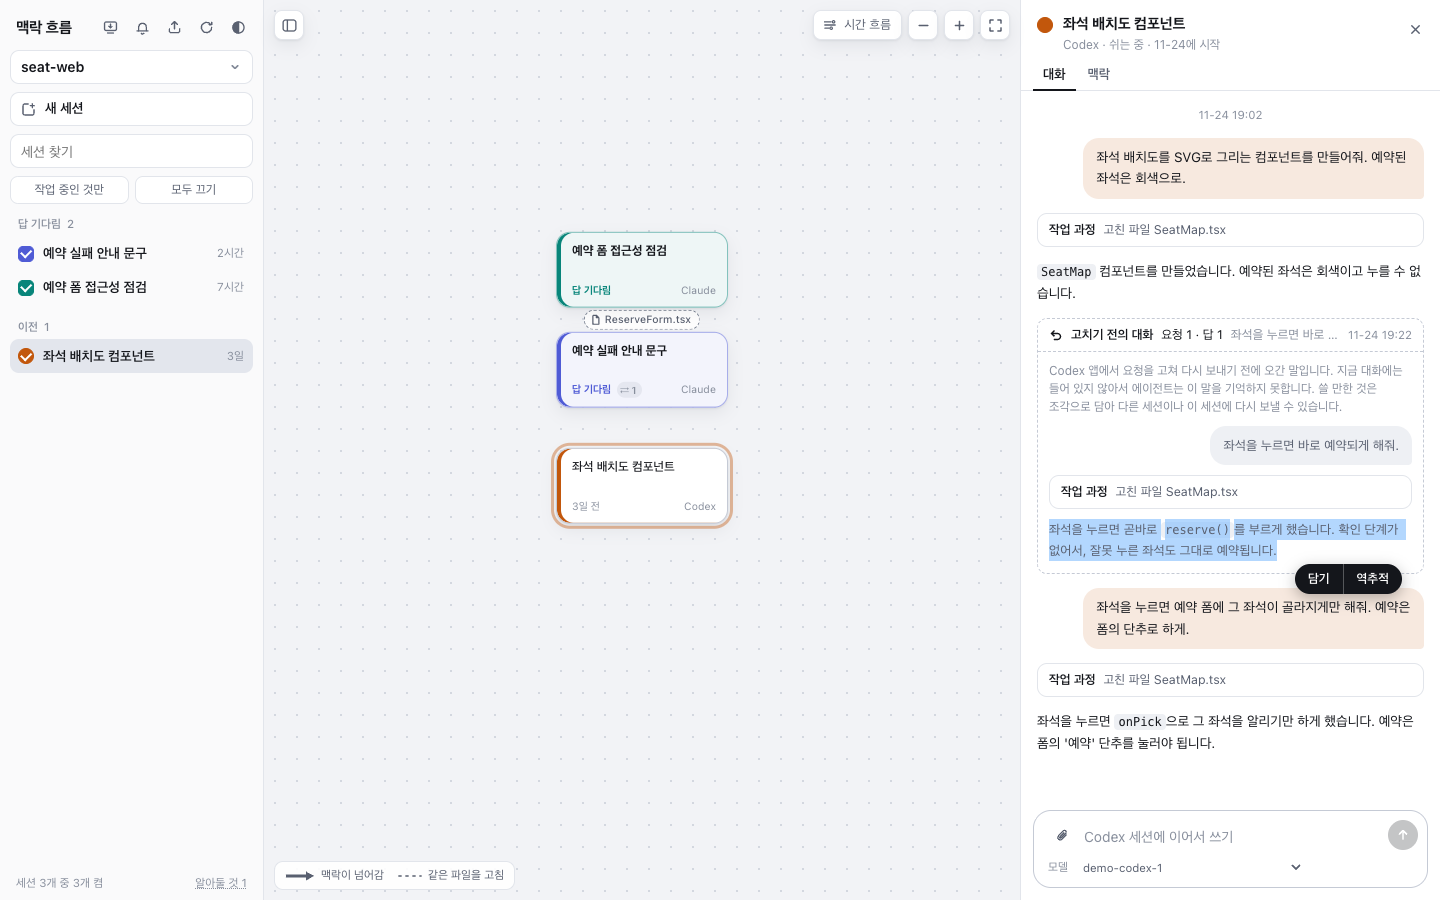 맥락 흐름
seat-web
새 세션
세션 찾기
작업 중인 것만
모두 끄기
답 기다림 2
예약 실패 안내 문구 2시간
예약 폼 접근성 점검 7시간
이전 1
좌석 배치도 컴포넌트 3일
세션 3개 중 3개 켬
알아둘 것 1
시간 흐름
예약 폼 접근성 점검
답 기다림 Claude
ReserveForm.tsx
예약 실패 안내 문구
답 기다림 ⇄ 1 Claude
좌석 배치도 컴포넌트
3일 전 Codex
맥락이 넘어감
같은 파일을 고침
좌석 배치도 컴포넌트
Codex · 쉬는 중 · 11-24에 시작
대화 맥락
11-24 19:02
좌석 배치도를 SVG로 그리는 컴포넌트를 만들어줘. 예약된
좌석은 회색으로.
작업 과정 고친 파일 SeatMap.tsx
SeatMap 컴포넌트를 만들었습니다. 예약된 좌석은 회색이고 누를 수 없
습니다.
고치기 전의 대화 요청 1 · 답 1 좌석을 누르면 바로 ... 11-24 19:22
Codex 앱에서 요청을 고쳐 다시 보내기 전에 오간 말입니다. 지금 대화에는
들어 있지 않아서 에이전트는 이 말을 기억하지 못합니다. 쓸 만한 것은
조각으로 담아 다른 세션이나 이 세션에 다시 보낼 수 있습니다.
좌석을 누르면 바로 예약되게 해줘.
작업 과정 고친 파일 SeatMap.tsx
좌석을 누르면 곧바로 reserve() 를 부르게 했습니다. 확인 단계가
없어서, 잘못 누른 좌석도 그대로 예약됩니다.
담기 역추적
좌석을 누르면 예약 폼에 그 좌석이 골라지게만 해줘. 예약은
폼의 단추로 하게.
작업 과정 고친 파일 SeatMap.tsx
좌석을 누르면 onPick으로 그 좌석을 알리기만 하게 했습니다. 예약은
폼의 '예약' 단추를 눌러야 됩니다.
Codex 세션에 이어서 쓰기
모델 demo-codex-1